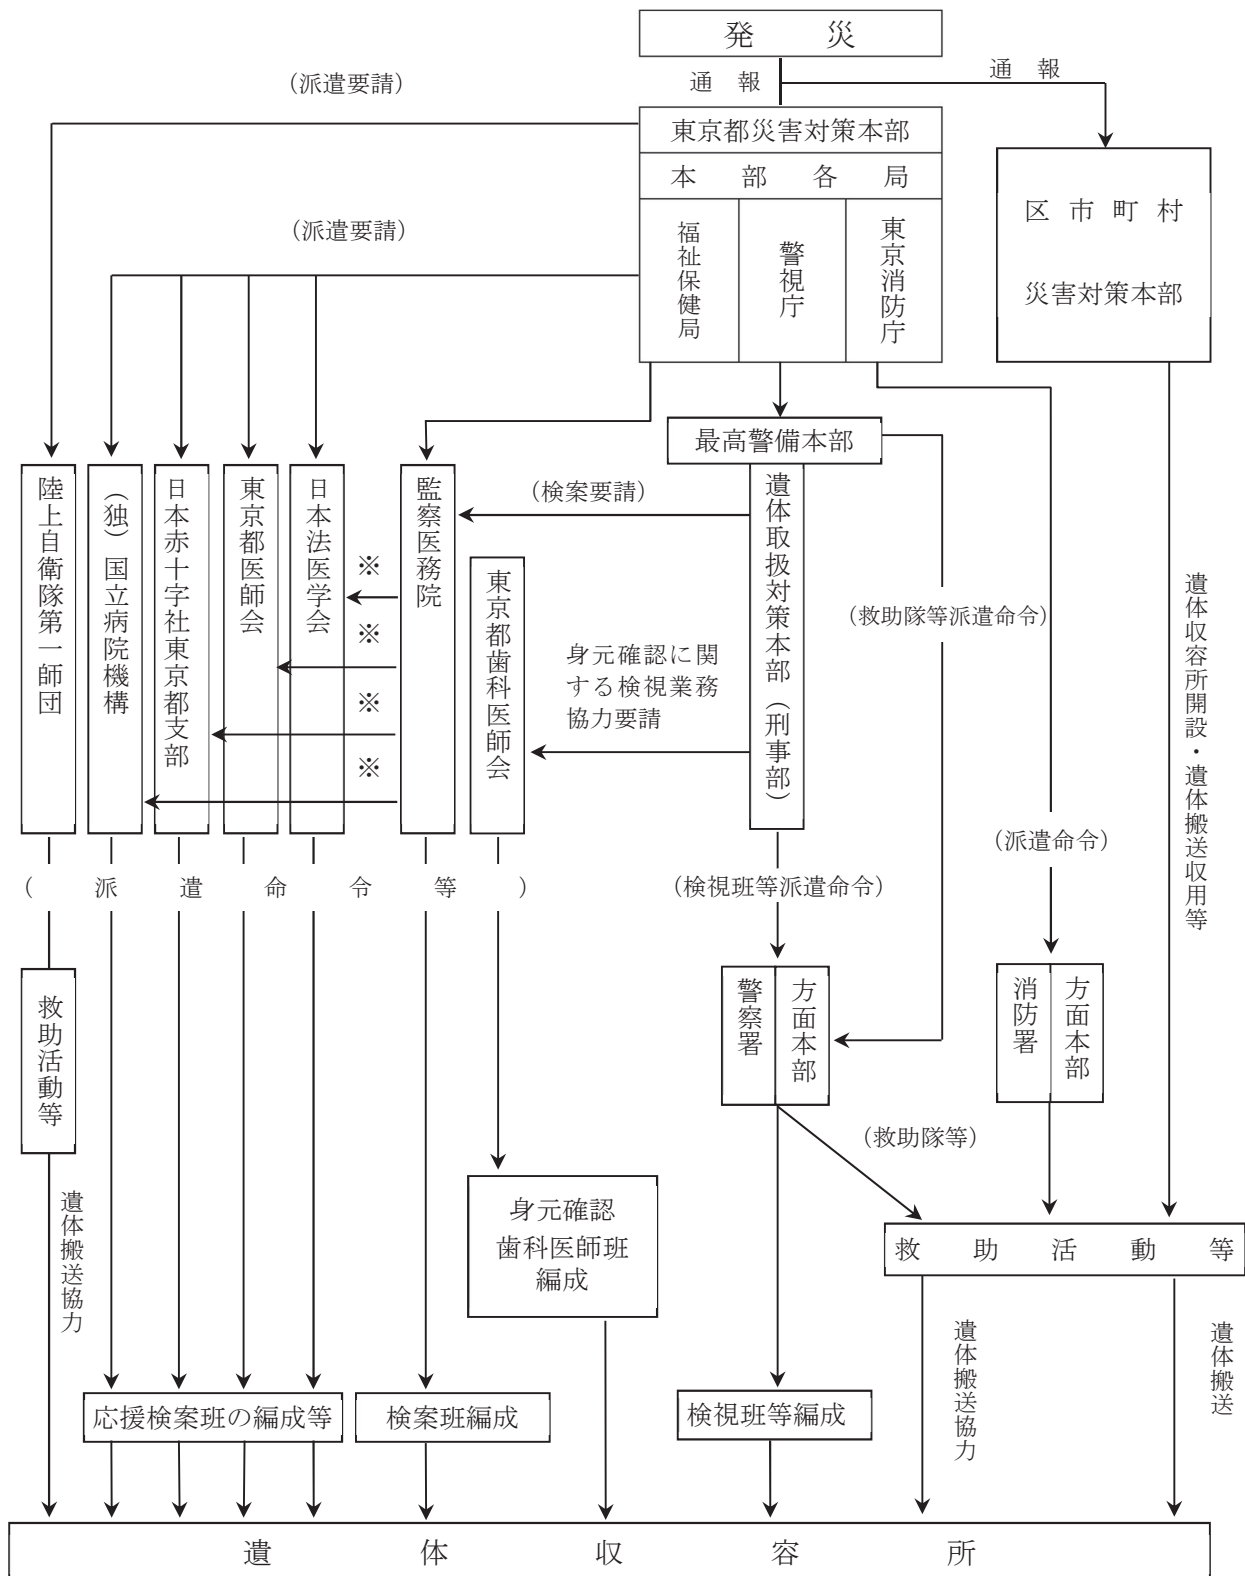 発災
通報
通報
（派遣要請）
東京都災害対策本部
本部各局
福祉保健局
警視庁
東京消防庁
区市町村
災害対策本部
（派遣要請）
最高警備本部
陸上自衛隊第一師団
（独）国立病院機構
日本赤十字社東京都支部
東京都医師会
日本法医学会
監察医務院
東京都歯科医師会
遺体取扱対策本部（刑事部）
（検案要請）
※
※
※
※
身元確認に関
する検視業務
協力要請
（救助隊等派遣命令）
遺体収容所開設・遺体搬送収用等
（派遣命令等）
（検視班等派遣命令）
（派遣命令）
救助活動等
警察署
方面本部
消防署
方面本部
（救助隊等）
遺体搬送協力
身元確認
歯科医師班
編成
救助活動等
遺体搬送協力
遺体搬送
応援検案班の編成等
検案班編成
検視班等編成
遺体収容所